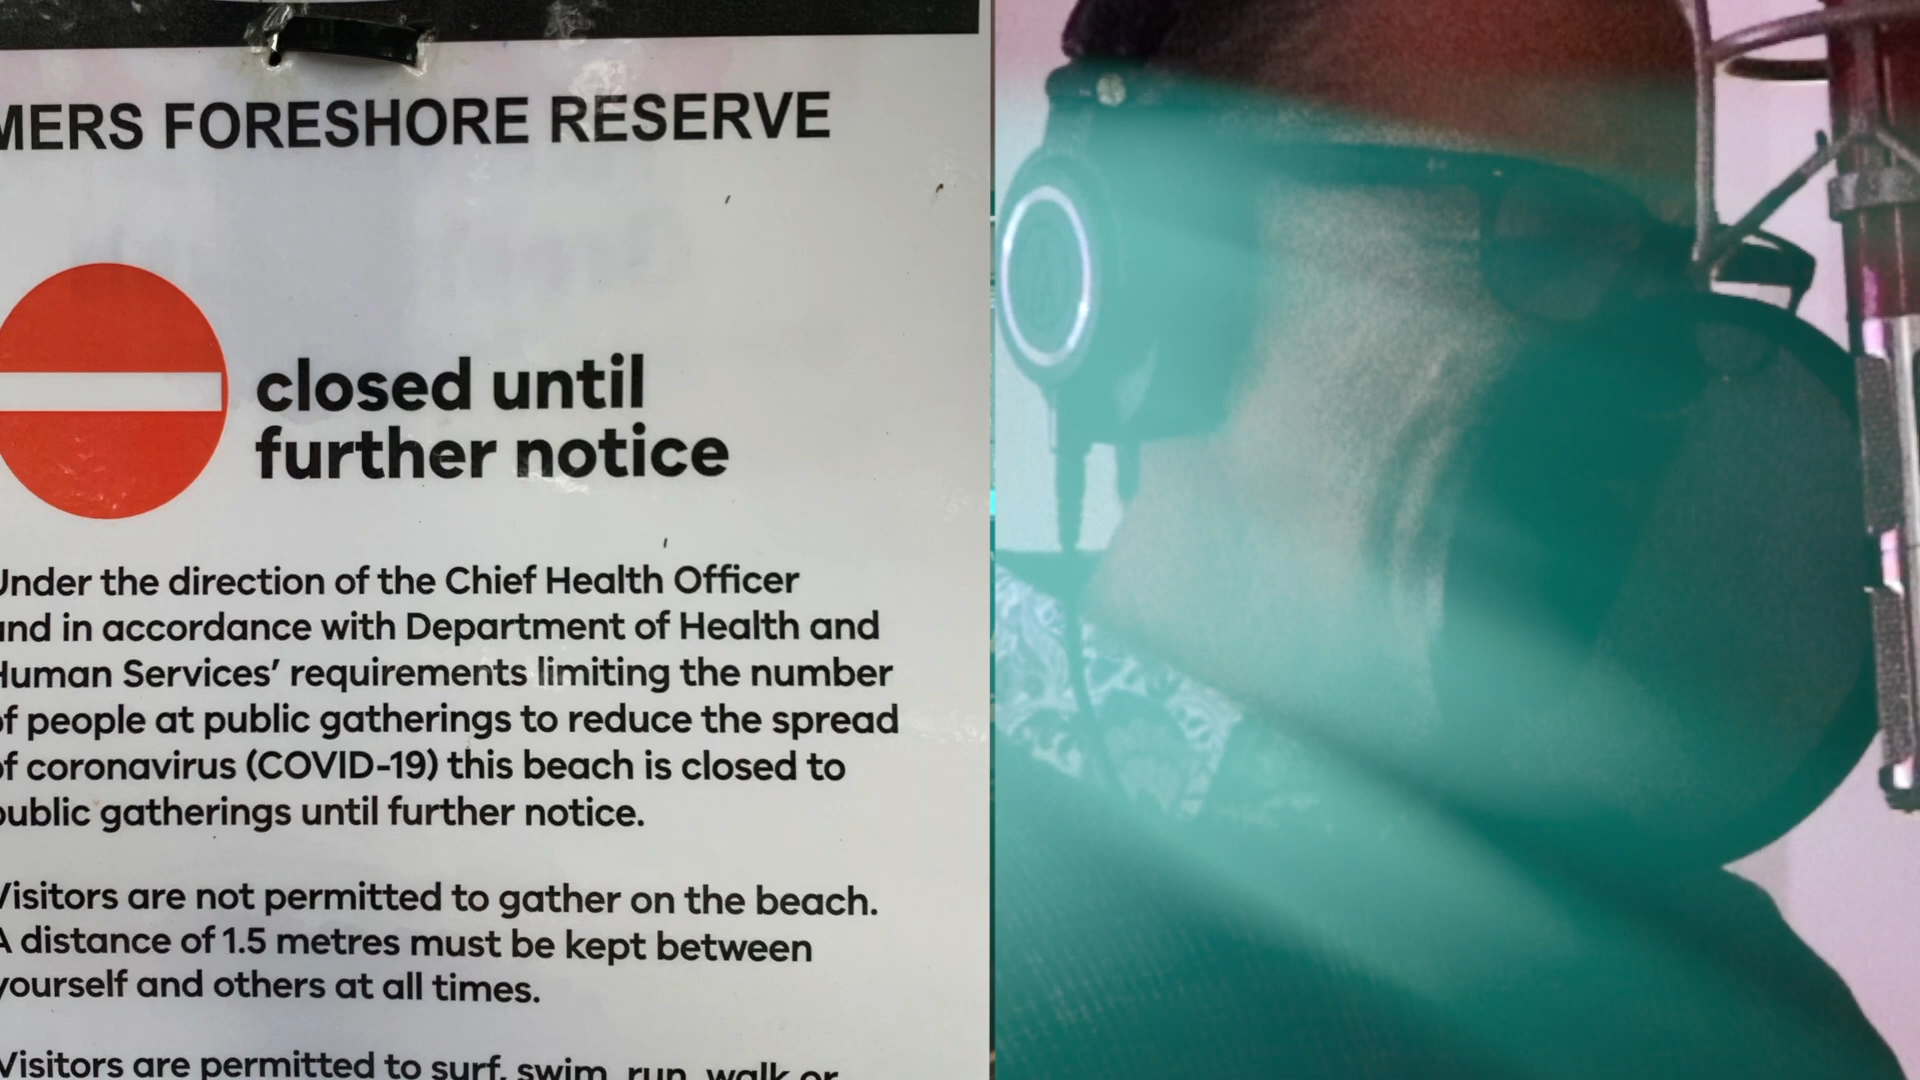 MERS FORESHORE RESERVE
closed until
further notice
Under the direction of the Chief Health Officer
and in accordance with Department of Health and
Human Services' requirements limiting the number
of people at public gatherings to reduce the spread
of coronavirus (COVID-19) this beach is closed to
public gatherings until further notice.
Visitors are not permitted to gather on the beach.
A distance of 1.5 metres must be kept between
yourself and others at all times.
Visitors are permitted to surf, swim, run, walk or